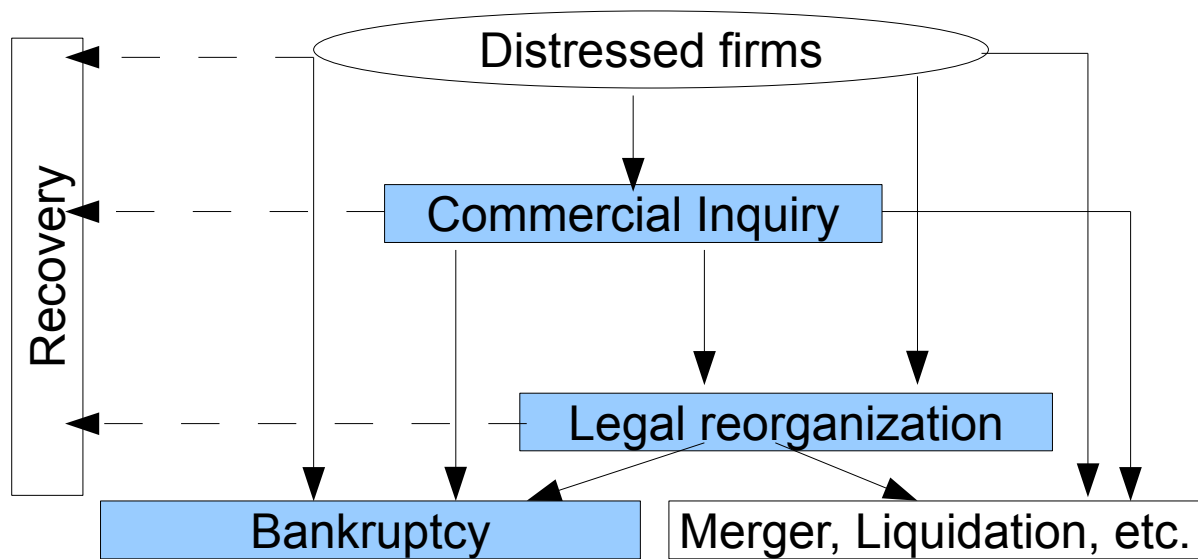 Distressed firms
Recovery
Commercial Inquiry
Legal reorganization
Bankruptcy
Merger, Liquidation, etc.